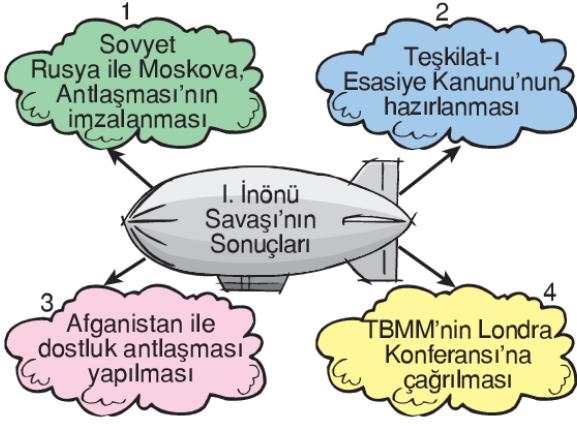 1
Sovyet
Rusya ile Moskova,
Antlaşması’nın
imzalanması
2
Teşkilat-ı
Esasiye Kanunu’nun
hazırlanması
I. İnönü
Savaşı’nın
Sonuçları
3
Afganistan ile
dostluk antlaşması
yapılması
4
TBMM’nin Londra
Konferansı’na
çağrılması